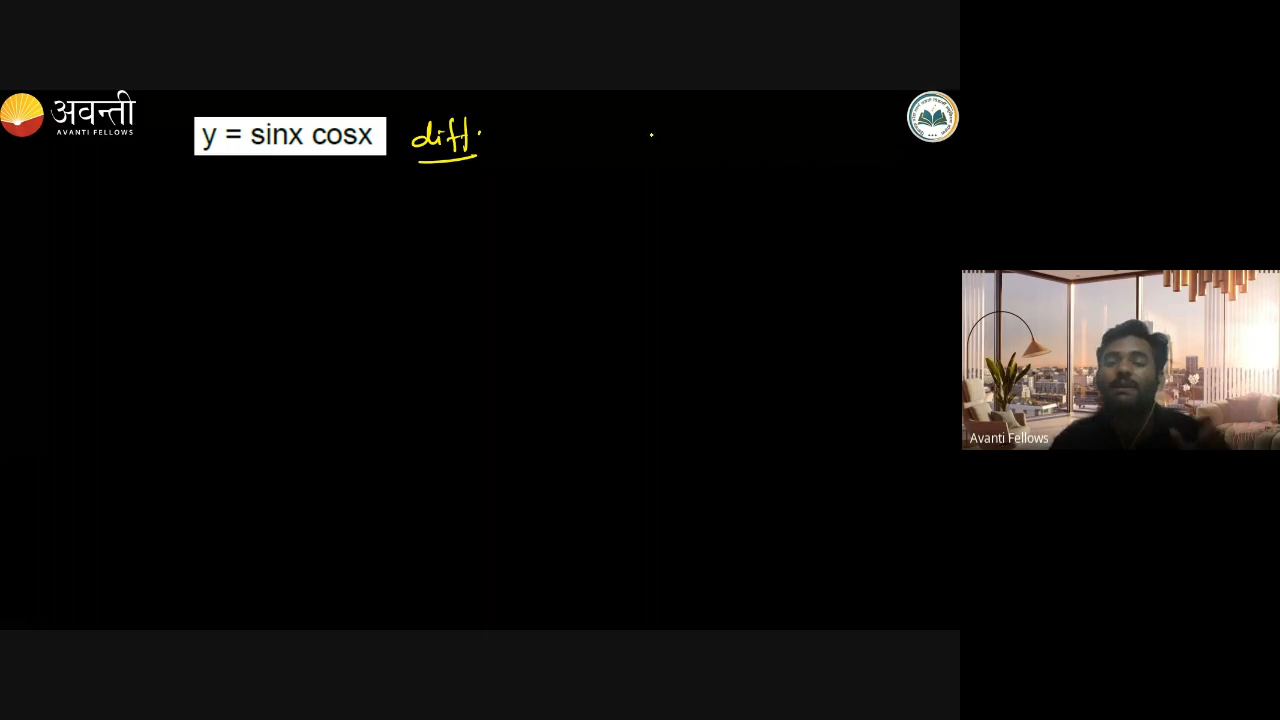 अवन्ती
AVANTI FELLOWS
y = sinx cosx diff.
Avanti Fellows